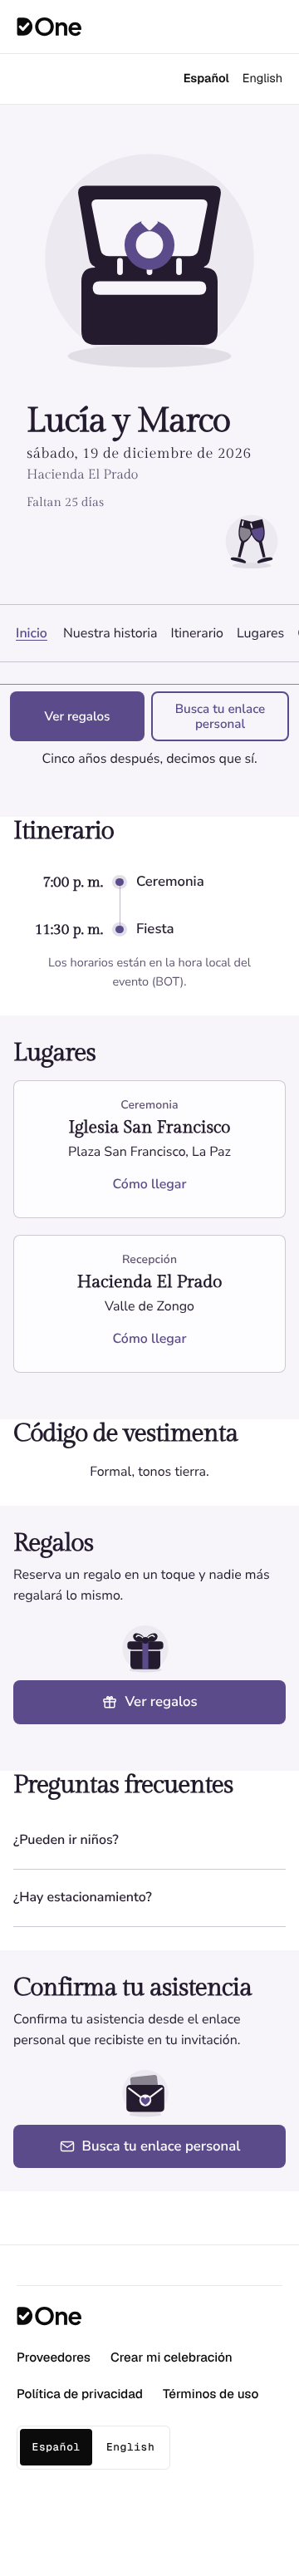 DOne
Español English
Lucía y Marco
sábado, 19 de diciembre de 2026
Hacienda El Prado
Faltan 25 días
Inicio Nuestra historia Itinerario Lugares
Ver regalos
Busca tu enlace
personal
Cinco años después, decimos que sí.
Itinerario
7:00 p. m. Ceremonia
11:30 p. m. Fiesta
Los horarios están en la hora local del
evento (BOT).
Lugares
Ceremonia
Iglesia San Francisco
Plaza San Francisco, La Paz
Cómo llegar
Recepción
Hacienda El Prado
Valle de Zongo
Cómo llegar
Código de vestimenta
Formal, tonos tierra.
Regalos
Reserva un regalo en un toque y nadie más
regalará lo mismo.
Ver regalos
Preguntas frecuentes
¿Pueden ir niños?
¿Hay estacionamiento?
Confirma tu asistencia
Confirma tu asistencia desde el enlace
personal que recibiste en tu invitación.
Busca tu enlace personal
DOne
Proveedores Crear mi celebración
Política de privacidad Términos de uso
Español English